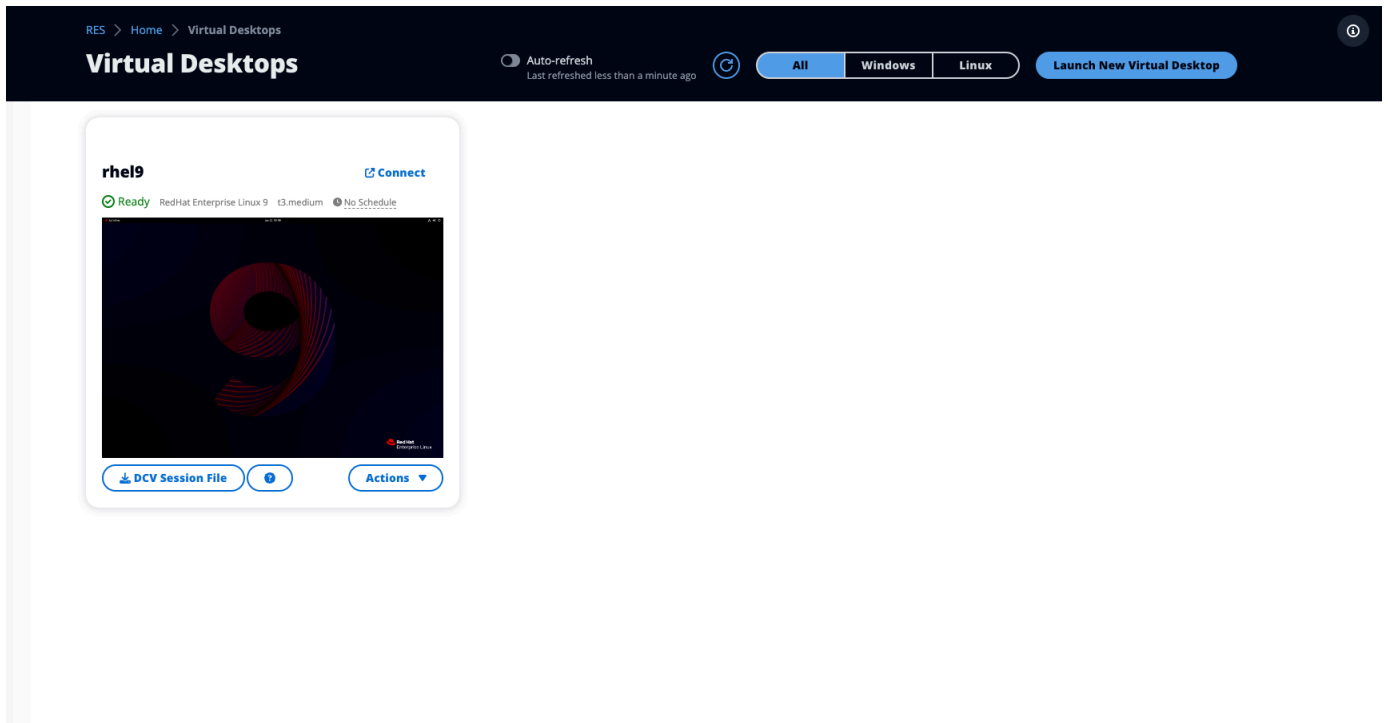 RES > Home > Virtual Desktops
Virtual Desktops
Auto-refresh
Last refreshed less than a minute ago
All
Windows
Linux
Launch New Virtual Desktop
rhel9
Connect
Ready RedHat Enterprise Linux 9 t3.medium No Schedule
9
Red Hat
Enterprise Linux
DCV Session File
?
Actions ▼